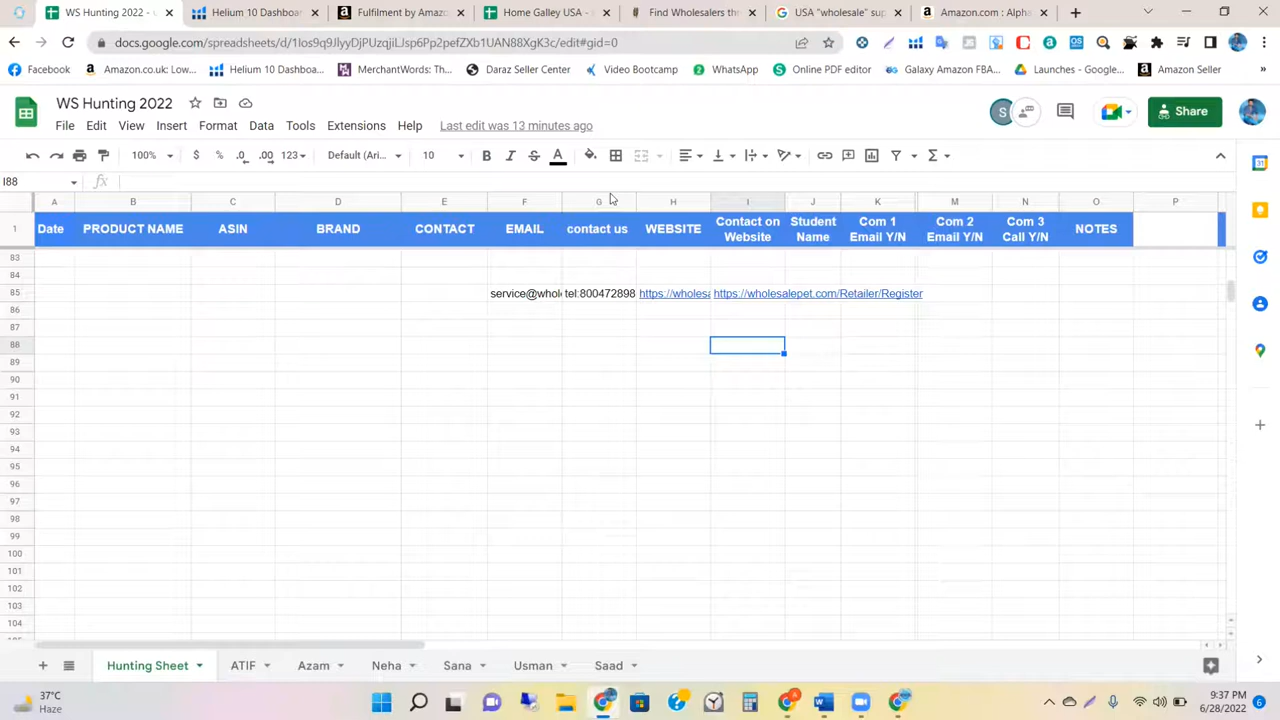 WS Hunting 2022 -
Helium 10 Dashboard
Fulfilment by Amazon
Home Galley USA -
Find Wholesalers th
USA "wholesale" sup
Amazon.com : Alpha
docs.google.com/spreadsheets/d/
edit#gid=0
Facebook
Amazon.co.uk: Low...
Helium 10 Dashboa...
MerchantWords: Th...
Daraz Seller Center
Video Bootcamp
WhatsApp
Online PDF editor
Galaxy Amazon FBA...
Launches - Google...
Amazon Seller
WS Hunting 2022
File Edit View Insert Format Data Tools Extensions Help Last edit was 13 minutes ago
S
Share
100% $ % .0 .00 123 Default (Ari... 10 B I S A
I88 fx
A B C D E F G H I J K M N O P
1 Date PRODUCT NAME ASIN BRAND CONTACT EMAIL contact us WEBSITE Contact on Website Student Name Com 1 Email Y/N Com 2 Email Y/N Com 3 Call Y/N NOTES
83
84
85 service@whol tel:800472898 https://wholesa https://wholesalepet.com/Retailer/Register
86
87
88
89
90
91
92
93
94
95
96
97
98
99
100
101
102
103
104
Hunting Sheet ATIF Azam Neha Sana Usman Saad
37°C
Haze
9:37 PM
6/28/2022
6